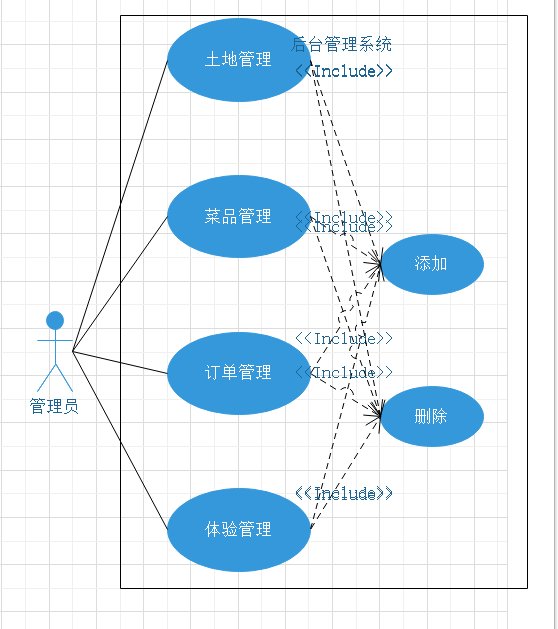 后台管理系统
土地管理
<<Include>>
菜品管理
<<Include>>
<<Include>>
添加
<<Include>>
订单管理
<<Include>>
管理员
删除
<<Include>>
体验管理